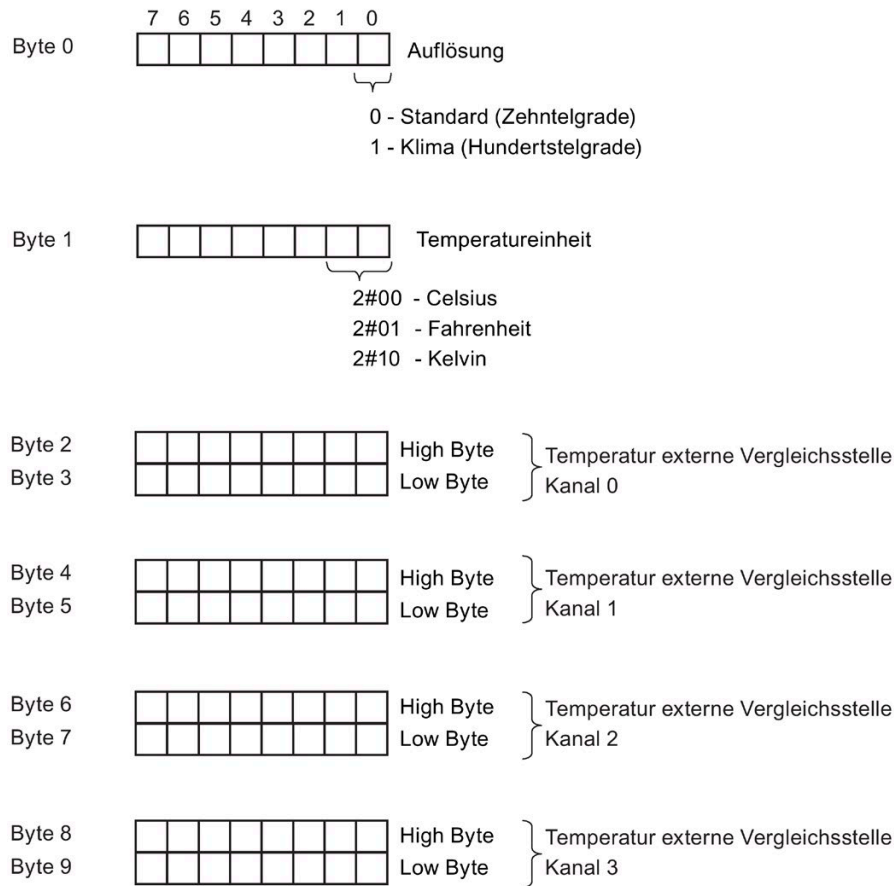 7 6 5 4 3 2 1 0
Byte 0 Auflösung
0 - Standard (Zehntelgrade)
1 - Klima (Hundertstelgrade)
Byte 1 Temperatureinheit
2#00 - Celsius
2#01 - Fahrenheit
2#10 - Kelvin
Byte 2 High Byte Temperatur externe Vergleichsstelle
Byte 3 Low Byte Kanal 0
Byte 4 High Byte Temperatur externe Vergleichsstelle
Byte 5 Low Byte Kanal 1
Byte 6 High Byte Temperatur externe Vergleichsstelle
Byte 7 Low Byte Kanal 2
Byte 8 High Byte Temperatur externe Vergleichsstelle
Byte 9 Low Byte Kanal 3